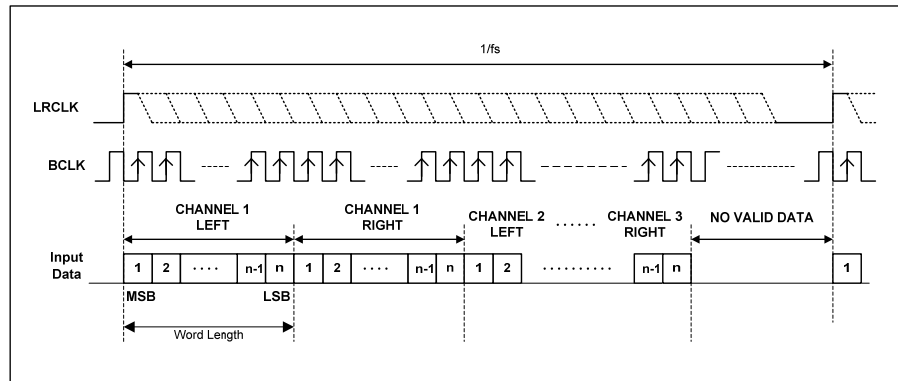 1/fs
LRCLK
BCLK
CHANNEL 1 LEFT
CHANNEL 1 RIGHT
CHANNEL 2 LEFT
......
CHANNEL 3 RIGHT
NO VALID DATA
Input Data
1 2 .... n-1 n 1 2 .... n-1 n 1 2 ......... n-1 n 1
MSB LSB
Word Length